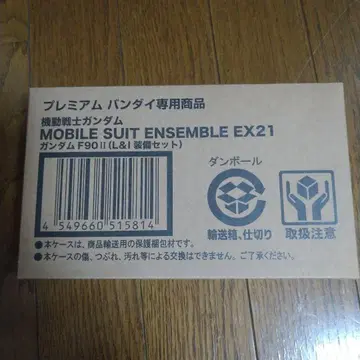 プレミアム バンダイ専用商品
機動戦士ガンダム
MOBILE SUIT ENSEMBLE EX21
ガンダム F90Ⅱ(L&I 装備セット)
ダンボール
4 549660 515814
輸送箱、仕切り
取扱注意
●本ケースは、商品輸送用の保護梱包材です。
●本ケースの傷、つぶれ、汚れ等による交換はできません。ご了承ください。